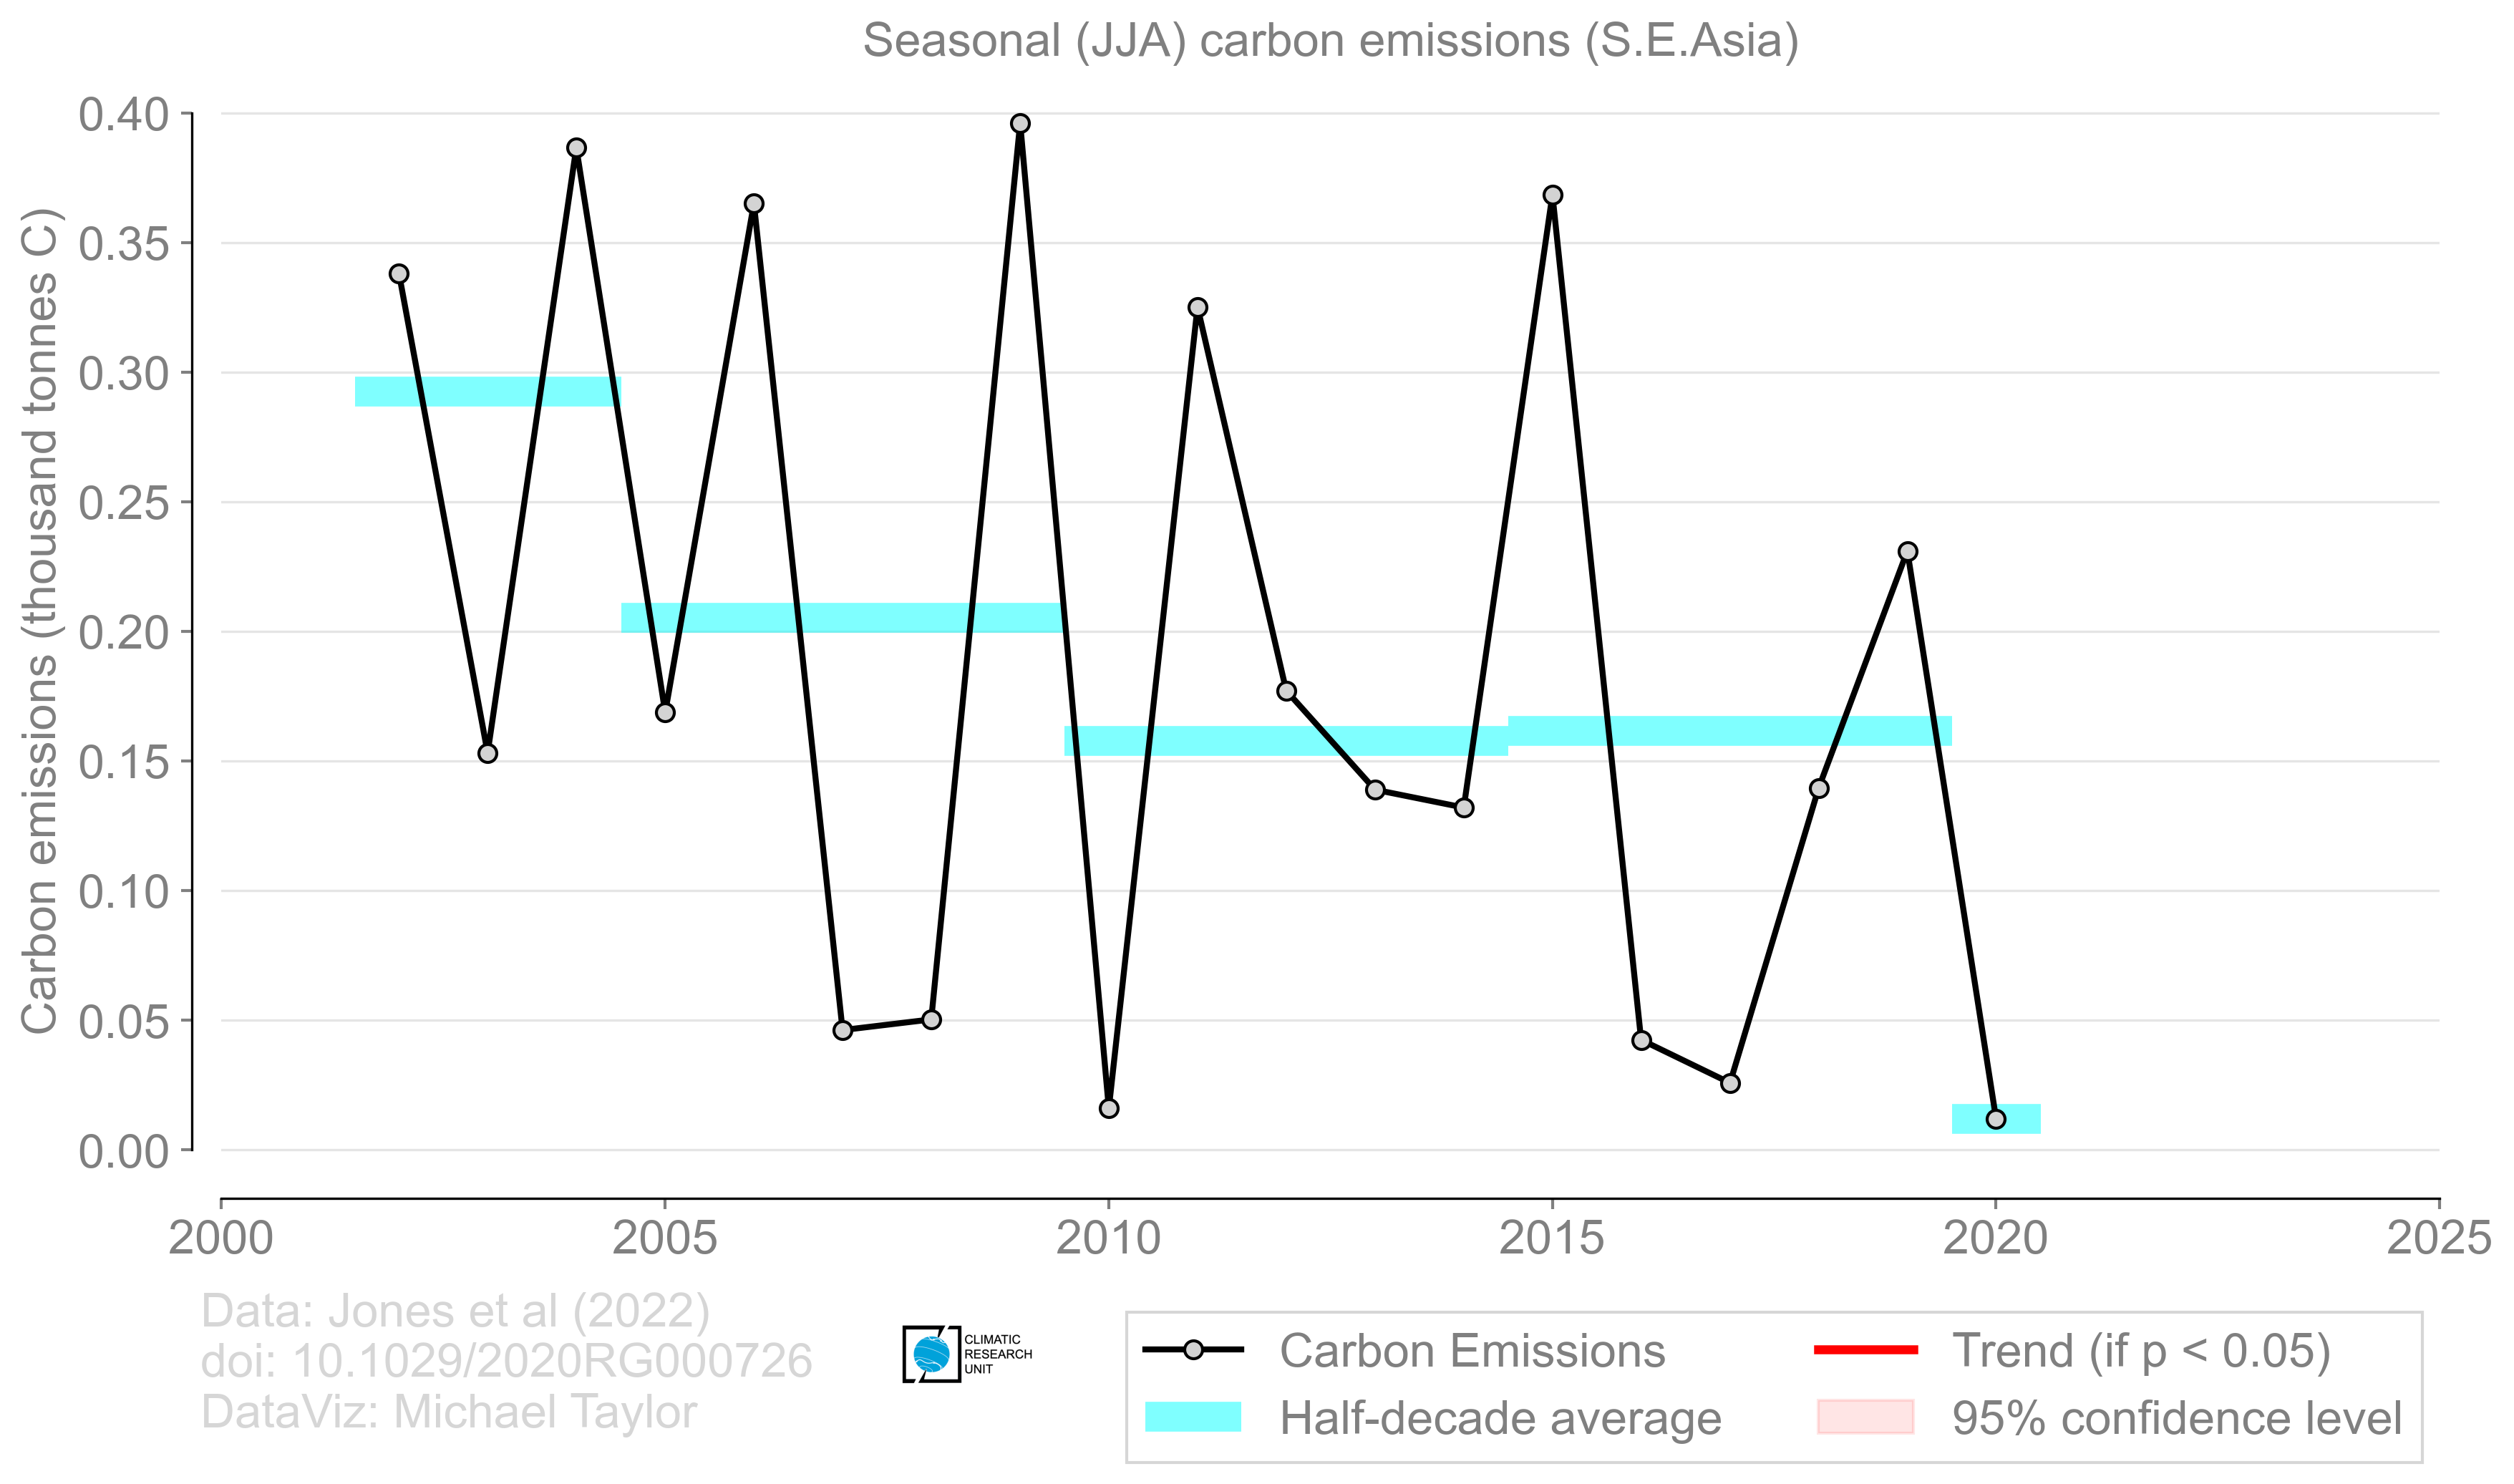 Seasonal (JJA) carbon emissions (S.E.Asia)
Carbon emissions (thousand tonnes C)
0.40
0.35
0.30
0.25
0.20
0.15
0.10
0.05
0.00
2000 2005 2010 2015 2020 2025
Data: Jones et al (2022)
doi: 10.1029/2020RG000726
DataViz: Michael Taylor
CLIMATIC
RESEARCH
UNIT
Carbon Emissions
Half-decade average
Trend (if p < 0.05)
95% confidence level